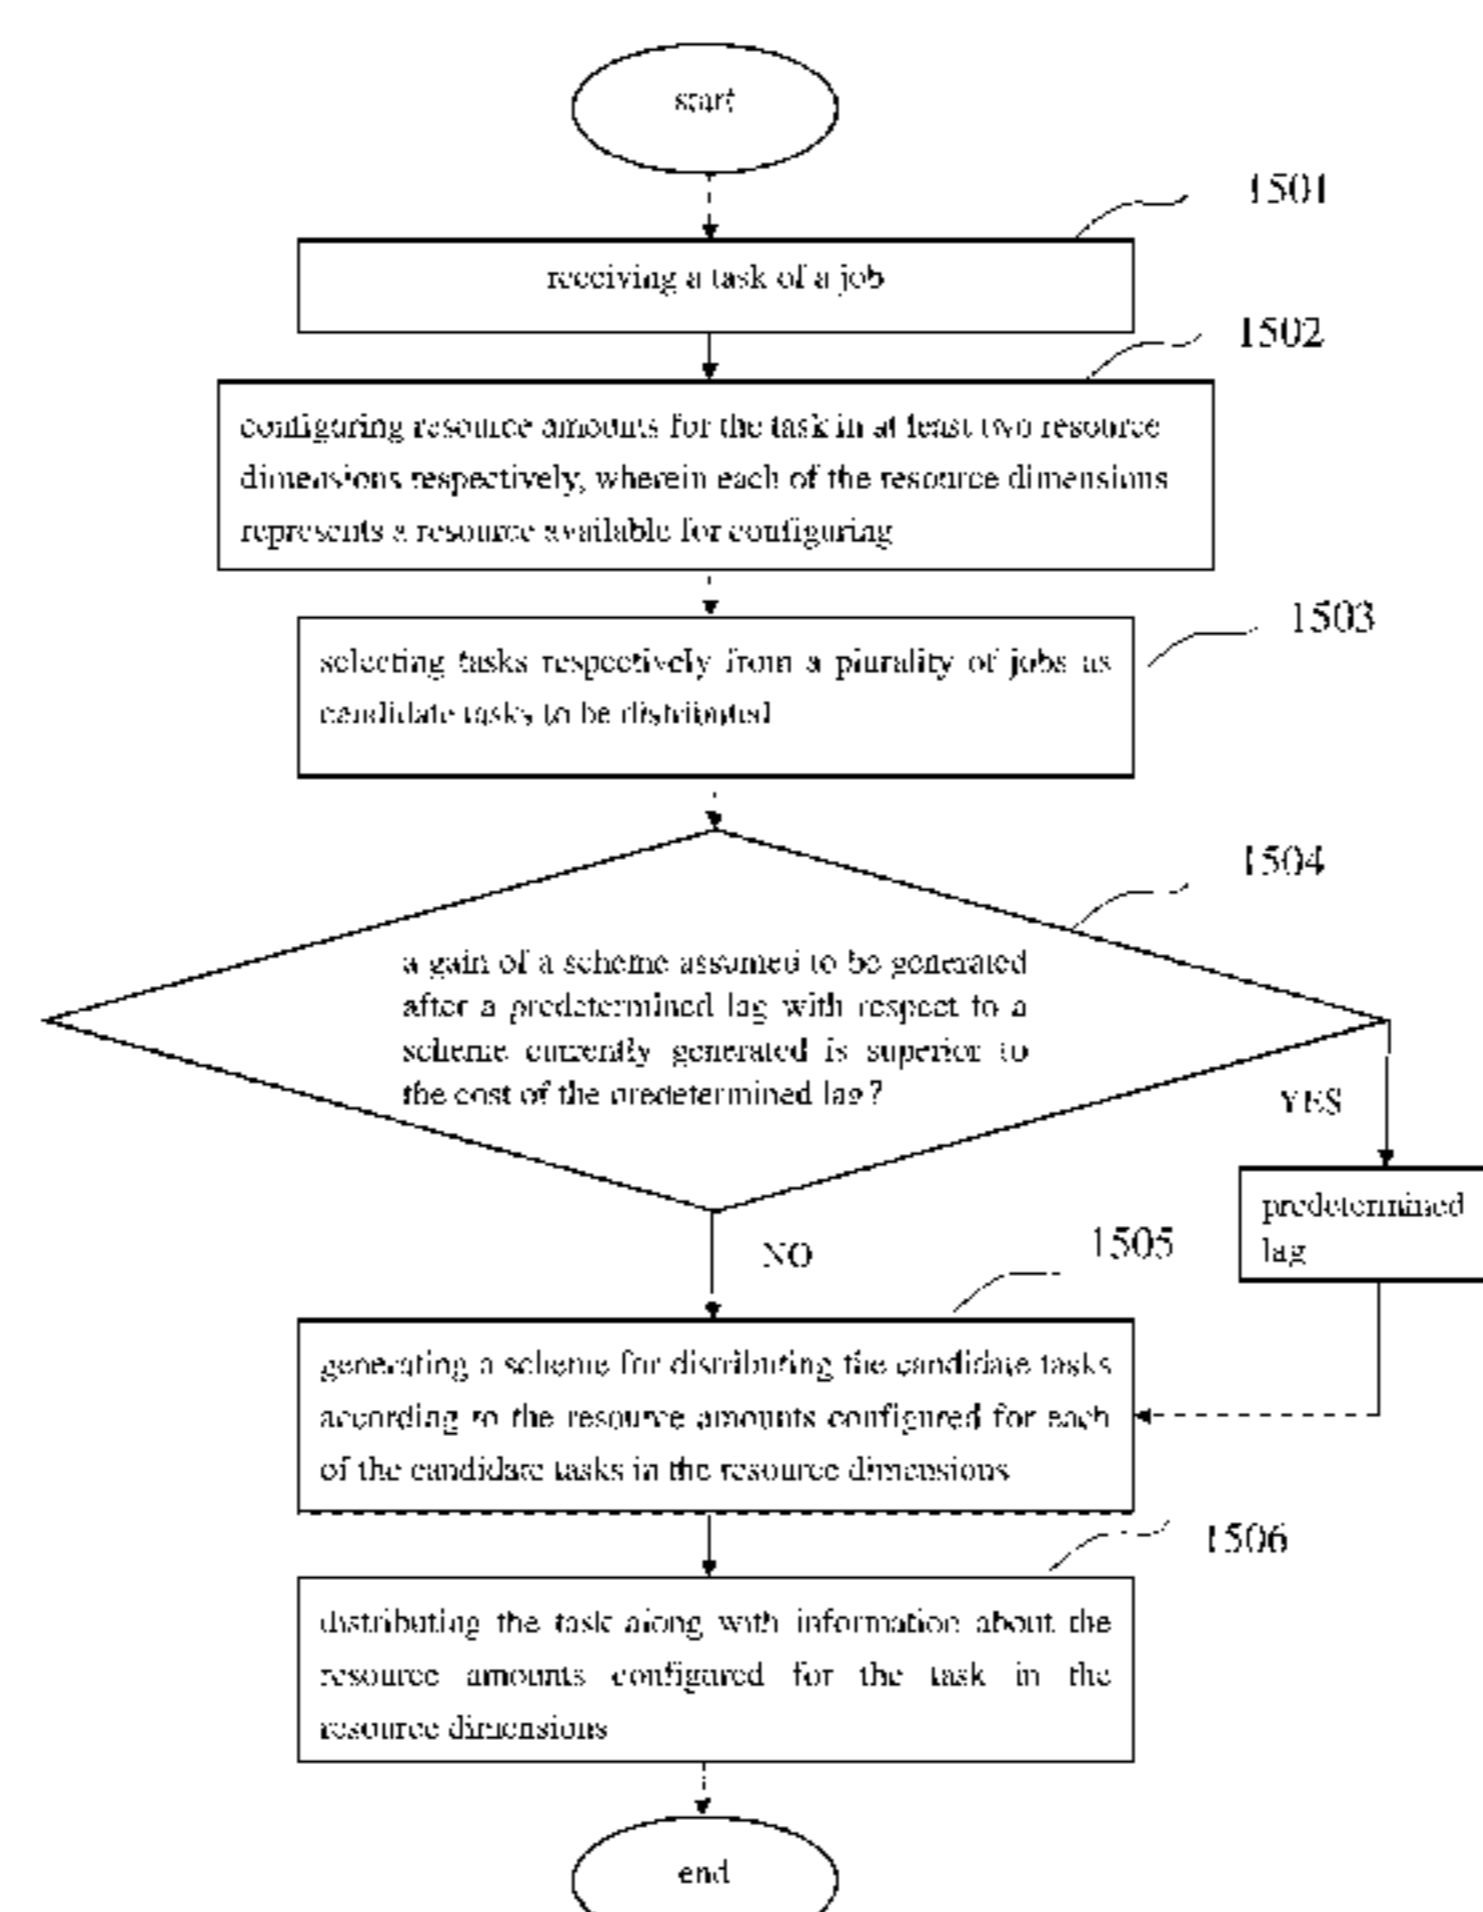 start
1501
receiving a task of a job
1502
configuring resource amounts for the task in at least two resource
dimensions respectively, wherein each of the resource dimensions
represents a resource available for configuring
1503
selecting tasks respectively from a plurality of jobs as
candidate tasks to be distributed
1504
a gain of a scheme assumed to be generated
after a predetermined lag with respect to a
scheme currently generated is superior to
the cost of the predetermined lag?
YES
predetermined
lag
NO
1505
generating a scheme for distributing the candidate tasks
according to the resource amounts configured for each
of the candidate tasks in the resource dimensions
1506
distributing the task along with information about the
resource amounts configured for the task in the
resource dimensions
end